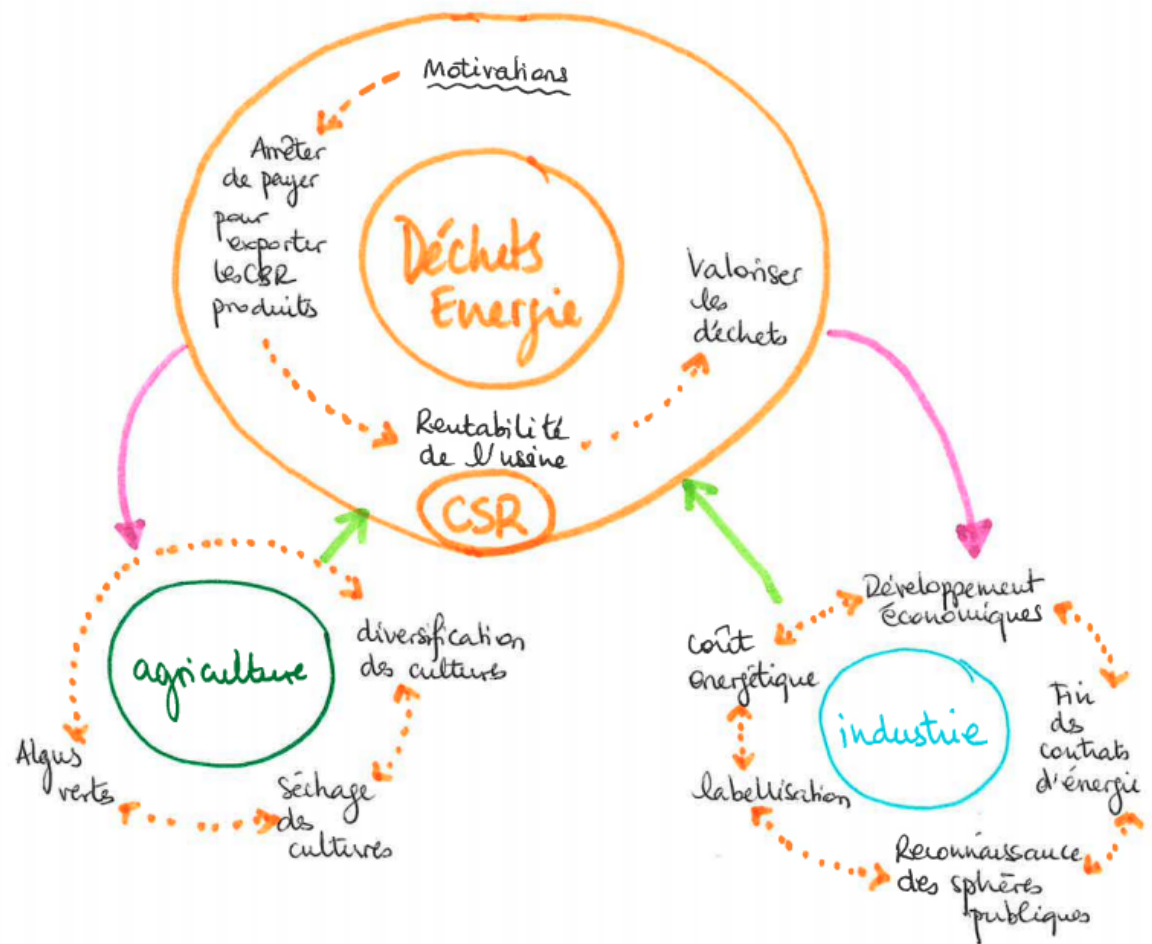 Motivations
Arrêter
de payer
pour
exporter
les CSR
produits
Déchets
Energie
Valoriser
les
déchets
Rentabilité
de l'usine
CSR
agriculture
diversification
des cultures
Algues
vertes
Séchage
des
cultures
Développement
économiques
coût
énergétique
industrie
Fin
des
contrats
d'énergie
labellisation
Reconnaissance
des sphères
publiques